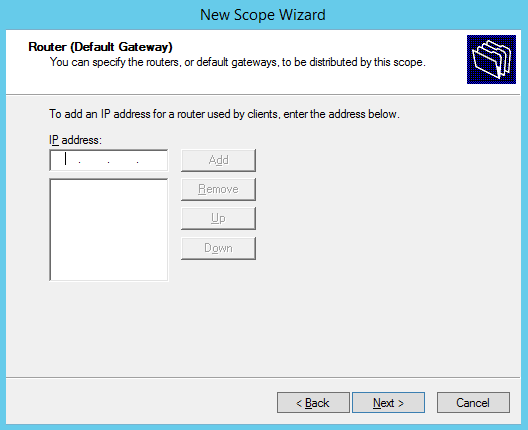 New Scope Wizard
Router (Default Gateway)
You can specify the routers, or default gateways, to be distributed by this scope.
To add an IP address for a router used by clients, enter the address below.
IP address:
. . .
Add
Remove
Up
Down
< Back
Next >
Cancel